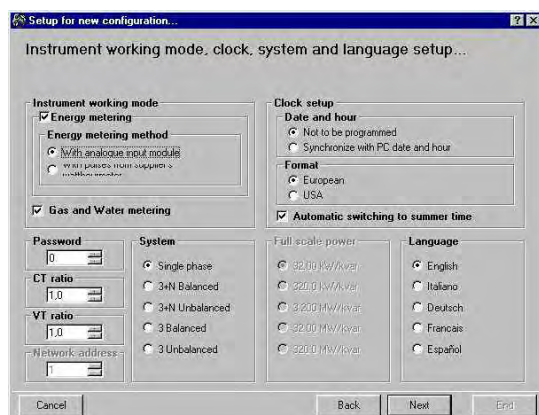 Setup for new configuration...
Instrument working mode, clock, system and language setup...
Instrument working mode
Energy metering
Energy metering method
With analogue input module
With pulses from supplier's
watthourmeter
Gas and Water metering
Clock setup
Date and hour
Not to be programmed
Synchronize with PC date and hour
Format
European
USA
Automatic switching to summer time
Password
0
CT ratio
1,0
VT ratio
1,0
Network address
1
System
Single phase
3+N Balanced
3+N Unbalanced
3 Balanced
3 Unbalanced
Full scale power
32.00 kW/kvar
320.0 kW/kvar
3.200 MW/kvar
32.00 MW/kvar
320.0 MW/kvar
Language
English
Italiano
Deutsch
Francais
Español
Cancel
Back
Next
End